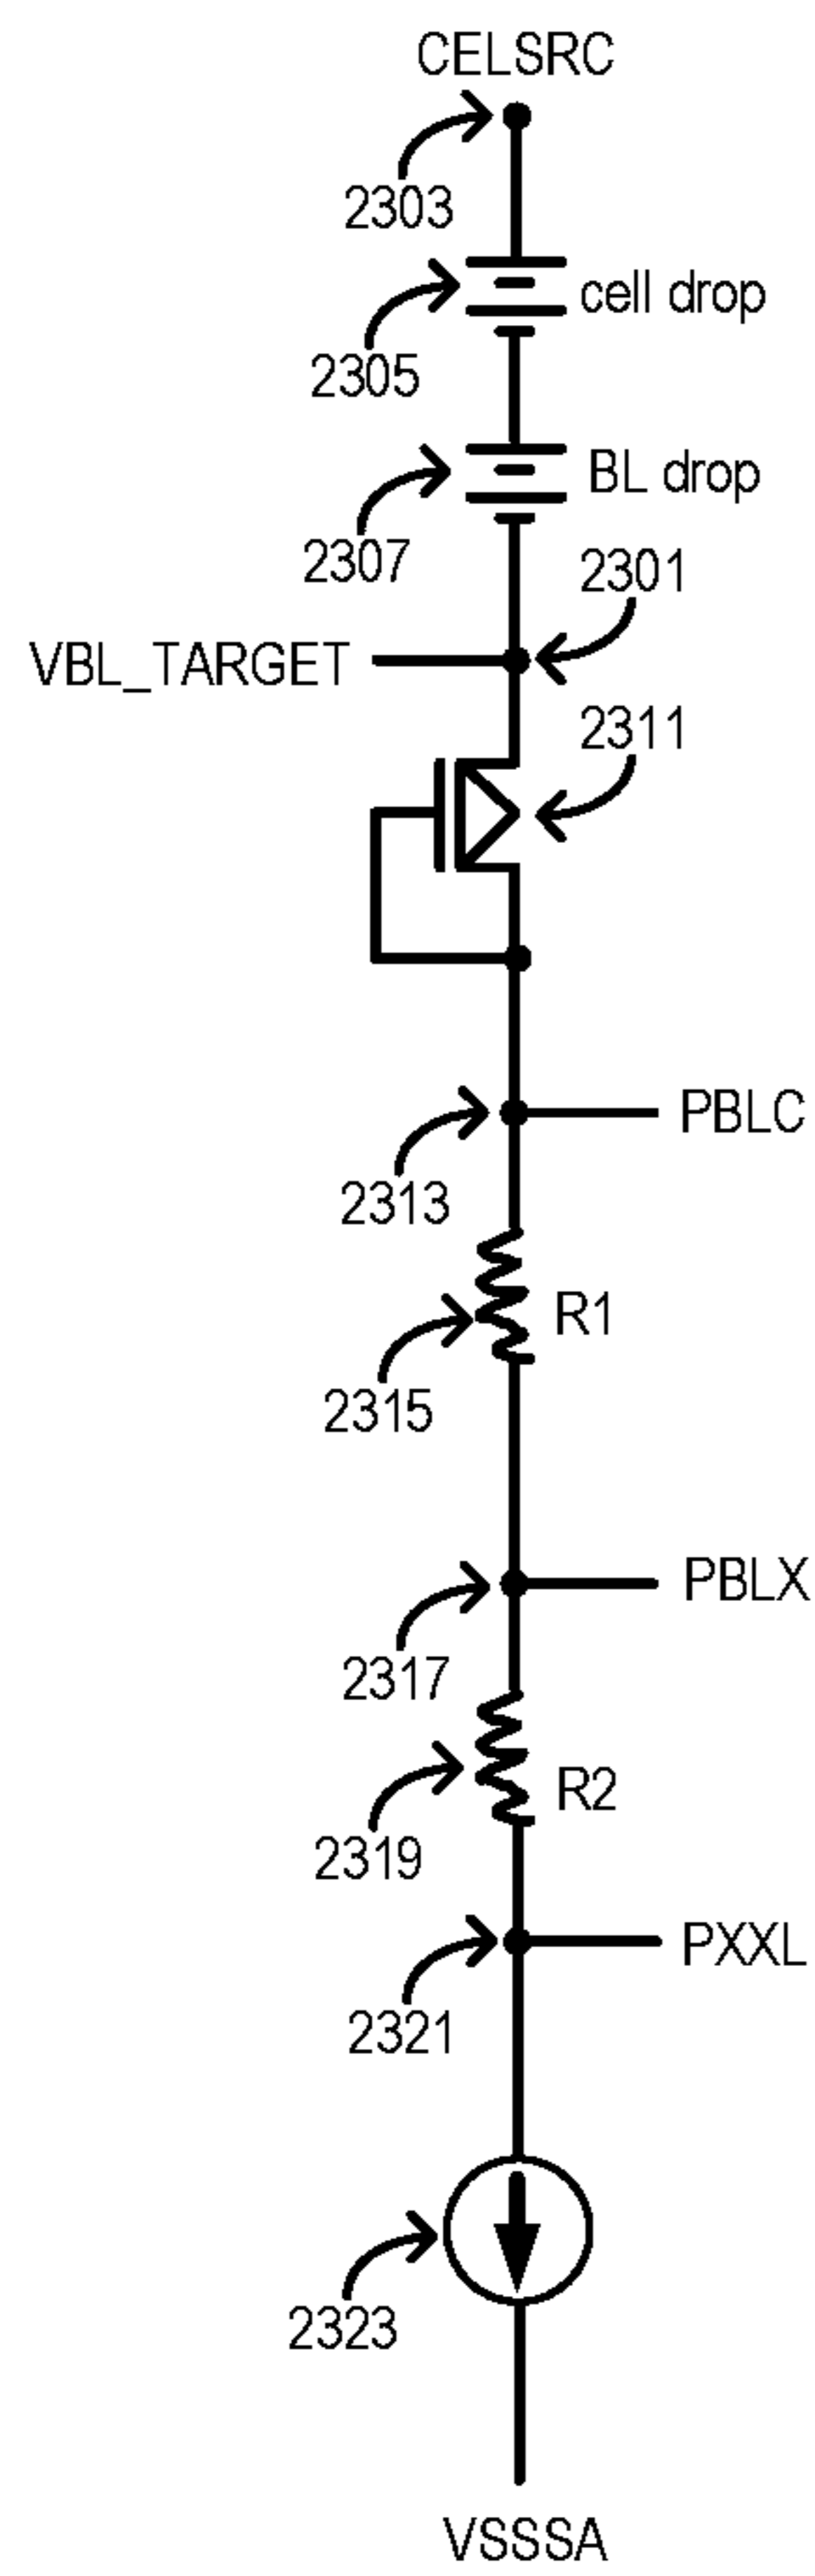 CELSRC
2303
cell drop
2305
BL drop
2307
2301
VBL_TARGET
2311
PBLC
2313
R1
2315
PBLX
2317
R2
2319
PXXL
2321
2323
VSSSA